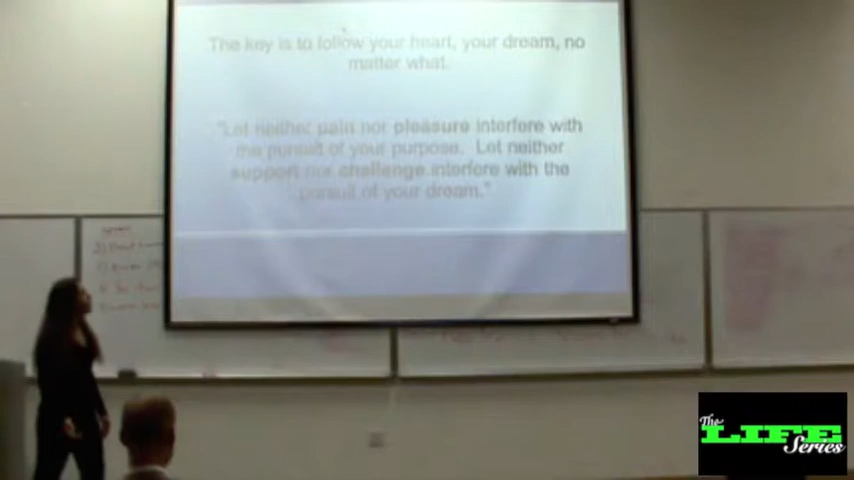 The key is to follow your heart, your dream, no
matter what.
"Let neither pain nor pleasure interfere with
the pursuit of your purpose. Let neither
support nor challenge interfere with the
pursuit of your dream."
The
LIFE
Series